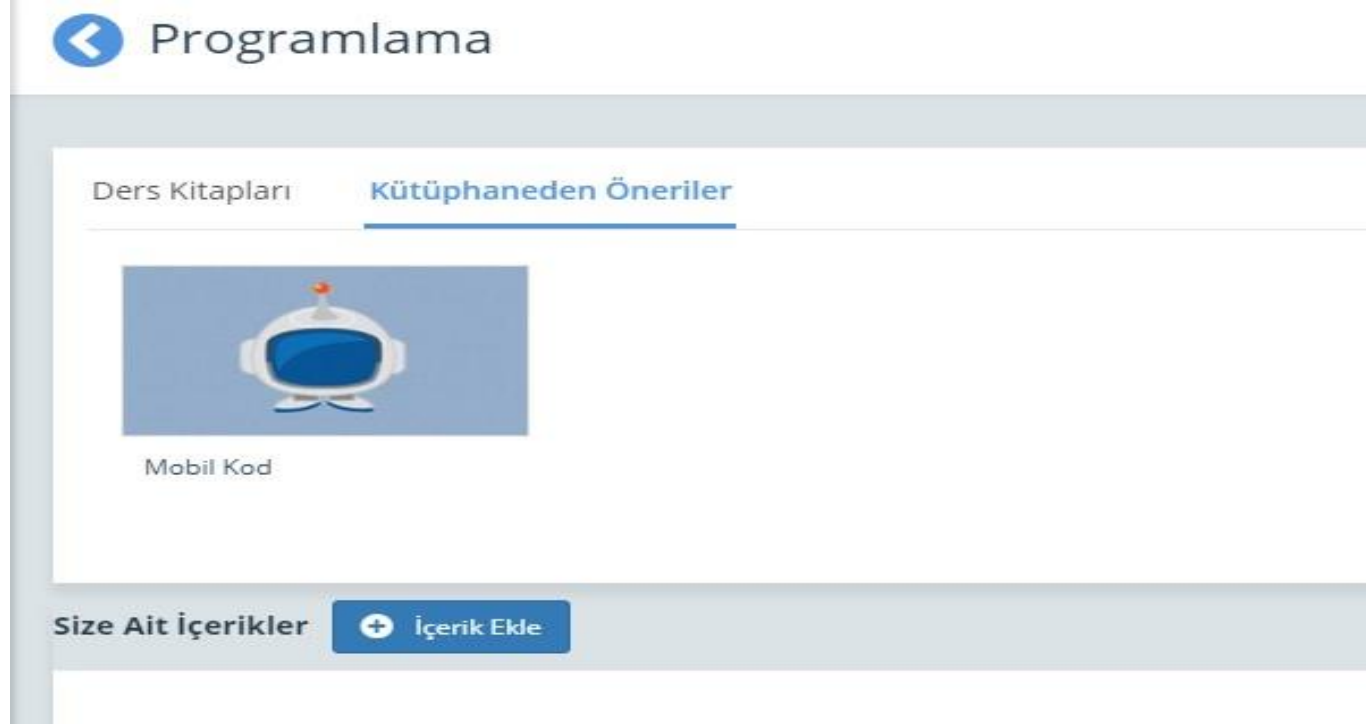 Programlama
Ders Kitapları Kütüphaneden Öneriler
Mobil Kod
Size Ait İçerikler İçerik Ekle